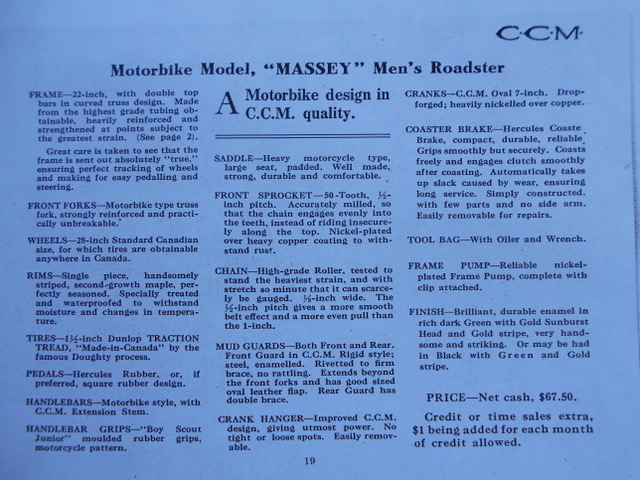 C·C·M·
Motorbike Model, "MASSEY" Men's Roadster
FRAME—22-inch, with double top
bars in curved truss design. Made
from the highest grade tubing ob-
tainable, heavily reinforced and
strengthened at points subject to
the greatest strain. (See page 2).
Great care is taken to see that the
frame is sent out absolutely "true,"
ensuring perfect tracking of wheels
and making for easy pedalling and
steering.
FRONT FORKS—Motorbike type truss
fork, strongly reinforced and practi-
cally unbreakable.
WHEELS—28-inch Standard Canadian
size, for which tires are obtainable
anywhere in Canada.
RIMS—Single piece, handsomely
striped, second-growth maple, per-
fectly seasoned. Specially treated
and waterproofed to withstand
moisture and changes in tempera-
ture.
TIRES—1½-inch Dunlop TRACTION
TREAD, "Made-in-Canada" by the
famous Doughty process.
PEDALS—Hercules Rubber, or, if
preferred, square rubber design.
HANDLEBARS—Motorbike style, with
C.C.M. Extension Stem.
HANDLEBAR GRIPS—"Boy Scout
Junior" moulded rubber grips,
motorcycle pattern.
A Motorbike design in
C.C.M. quality.
SADDLE—Heavy motorcycle type,
large seat, padded. Well made,
strong, durable and comfortable.
FRONT SPROCKET—50-Tooth, ½-
inch pitch. Accurately milled, so
that the chain engages evenly into
the teeth, instead of riding insecure-
ly along the top. Nickel-plated
over heavy copper coating to with-
stand rust.
CHAIN—High-grade Roller, tested to
stand the heaviest strain, and with
stretch so minute that it can scarce-
ly be gauged. ⅛-inch wide. The
½-inch pitch gives a more smooth
belt effect and a more even pull than
the 1-inch.
MUD GUARDS—Both Front and Rear.
Front Guard in C.C.M. Rigid style;
steel, enamelled. Rivetted to firm
brace, no rattling. Extends beyond
the front forks and has good sized
oval leather flap. Rear Guard has
double brace.
CRANK HANGER—Improved C.C.M.
design, giving utmost power. No
tight or loose spots. Easily remov-
able.
CRANKS—C.C.M. Oval 7-inch. Drop-
forged; heavily nickelled over copper.
COASTER BRAKE—Hercules Coaste
Brake, compact, durable, reliable
Grips smoothly but securely. Coasts
freely and engages clutch smoothly
after coasting. Automatically takes
up slack caused by wear, ensuring
long service. Simply constructed.
with few parts and no side arm.
Easily removable for repairs.
TOOL BAG—With Oiler and Wrench.
FRAME PUMP—Reliable nickel-
plated Frame Pump, complete with
clip attached.
FINISH—Brilliant, durable enamel in
rich dark Green with Gold Sunburst
Head and Gold stripe, very hand-
some and striking. Or may be had
in Black with Green and Gold
stripe.
PRICE—Net cash, $67.50.
Credit or time sales extra,
$1 being added for each month
of credit allowed.
19